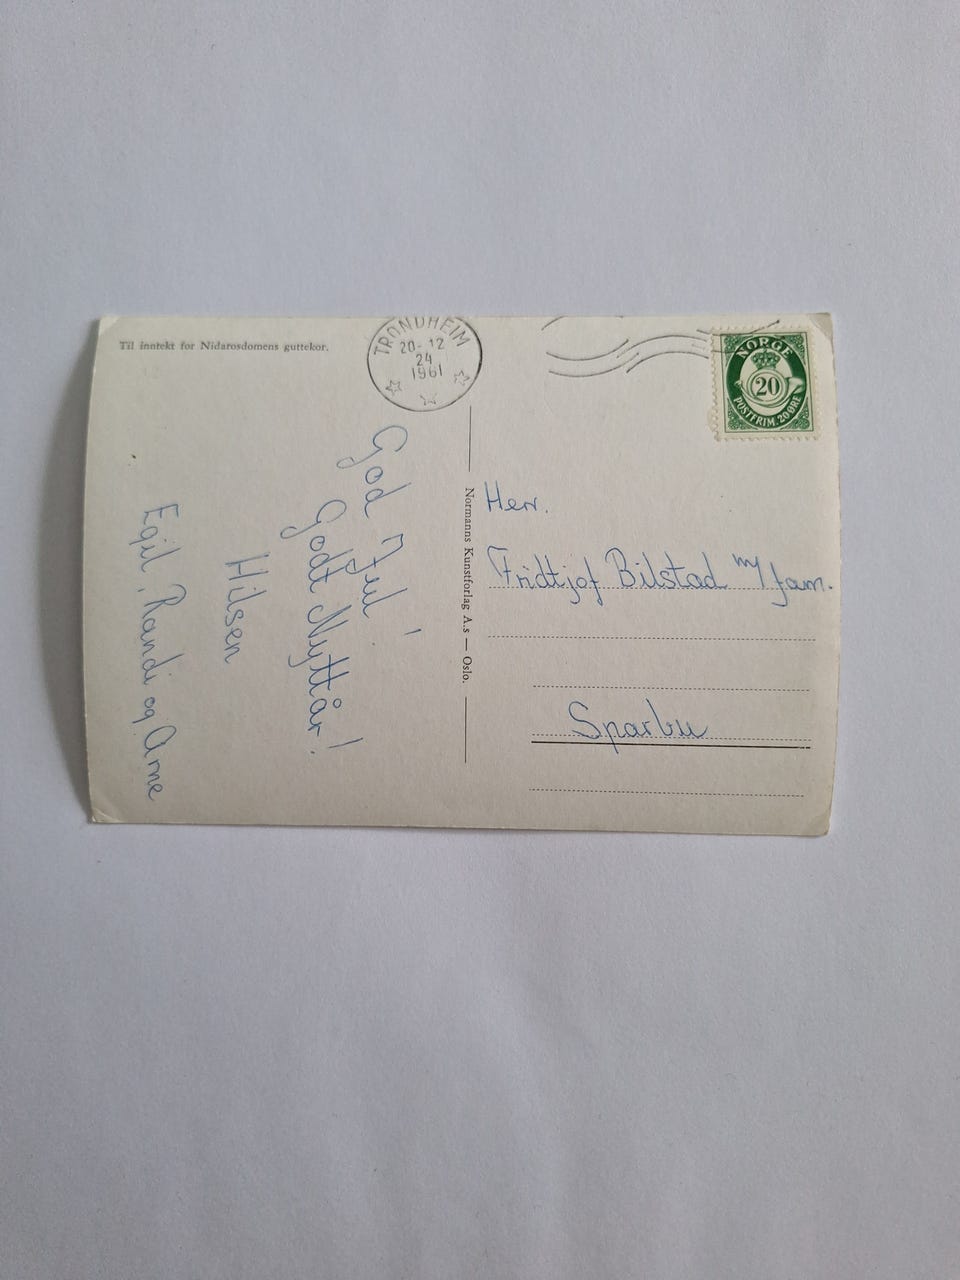 Til inntekt for Nidarosdomens guttekor.
TRONDHEIM
20-12
24
1961
NORGE
20
POSTFRIM. 20 ØRE
God Jul!
Godt Nyttår!
Hilsen
Egil, Randi og Arne
Normanns Kunstforlag A.s — Oslo.
Herr.
Fridtjof Bilstad m/fam.
Sparbu